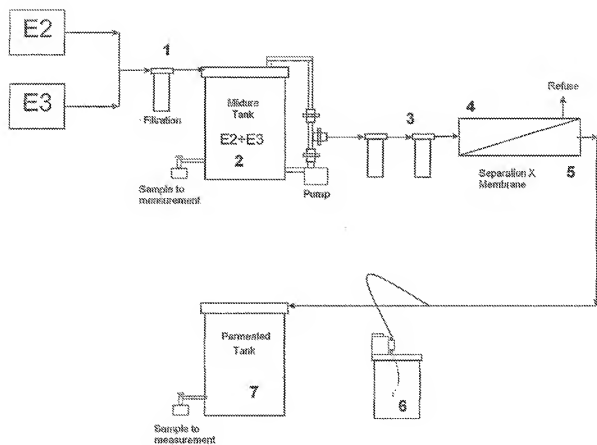 E2
E3
1
Filtration
Mixture
Tank
E2+E3
2
Sample to
measurement
Pump
3
4
Refuse
Separation X
Membrane
5
Permented
Tank
7
Sample to
measurement
6